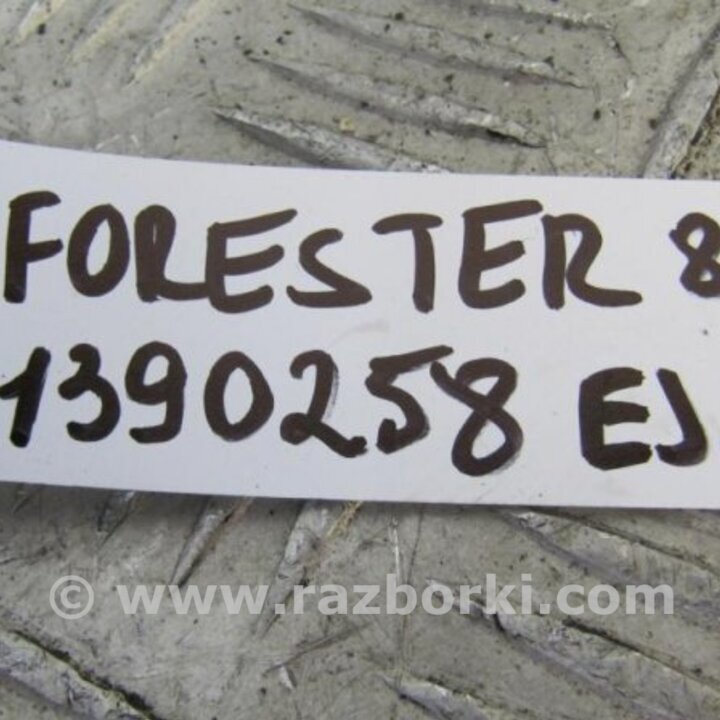 FORESTER 8
1390258 EJ
© www.razborki.com